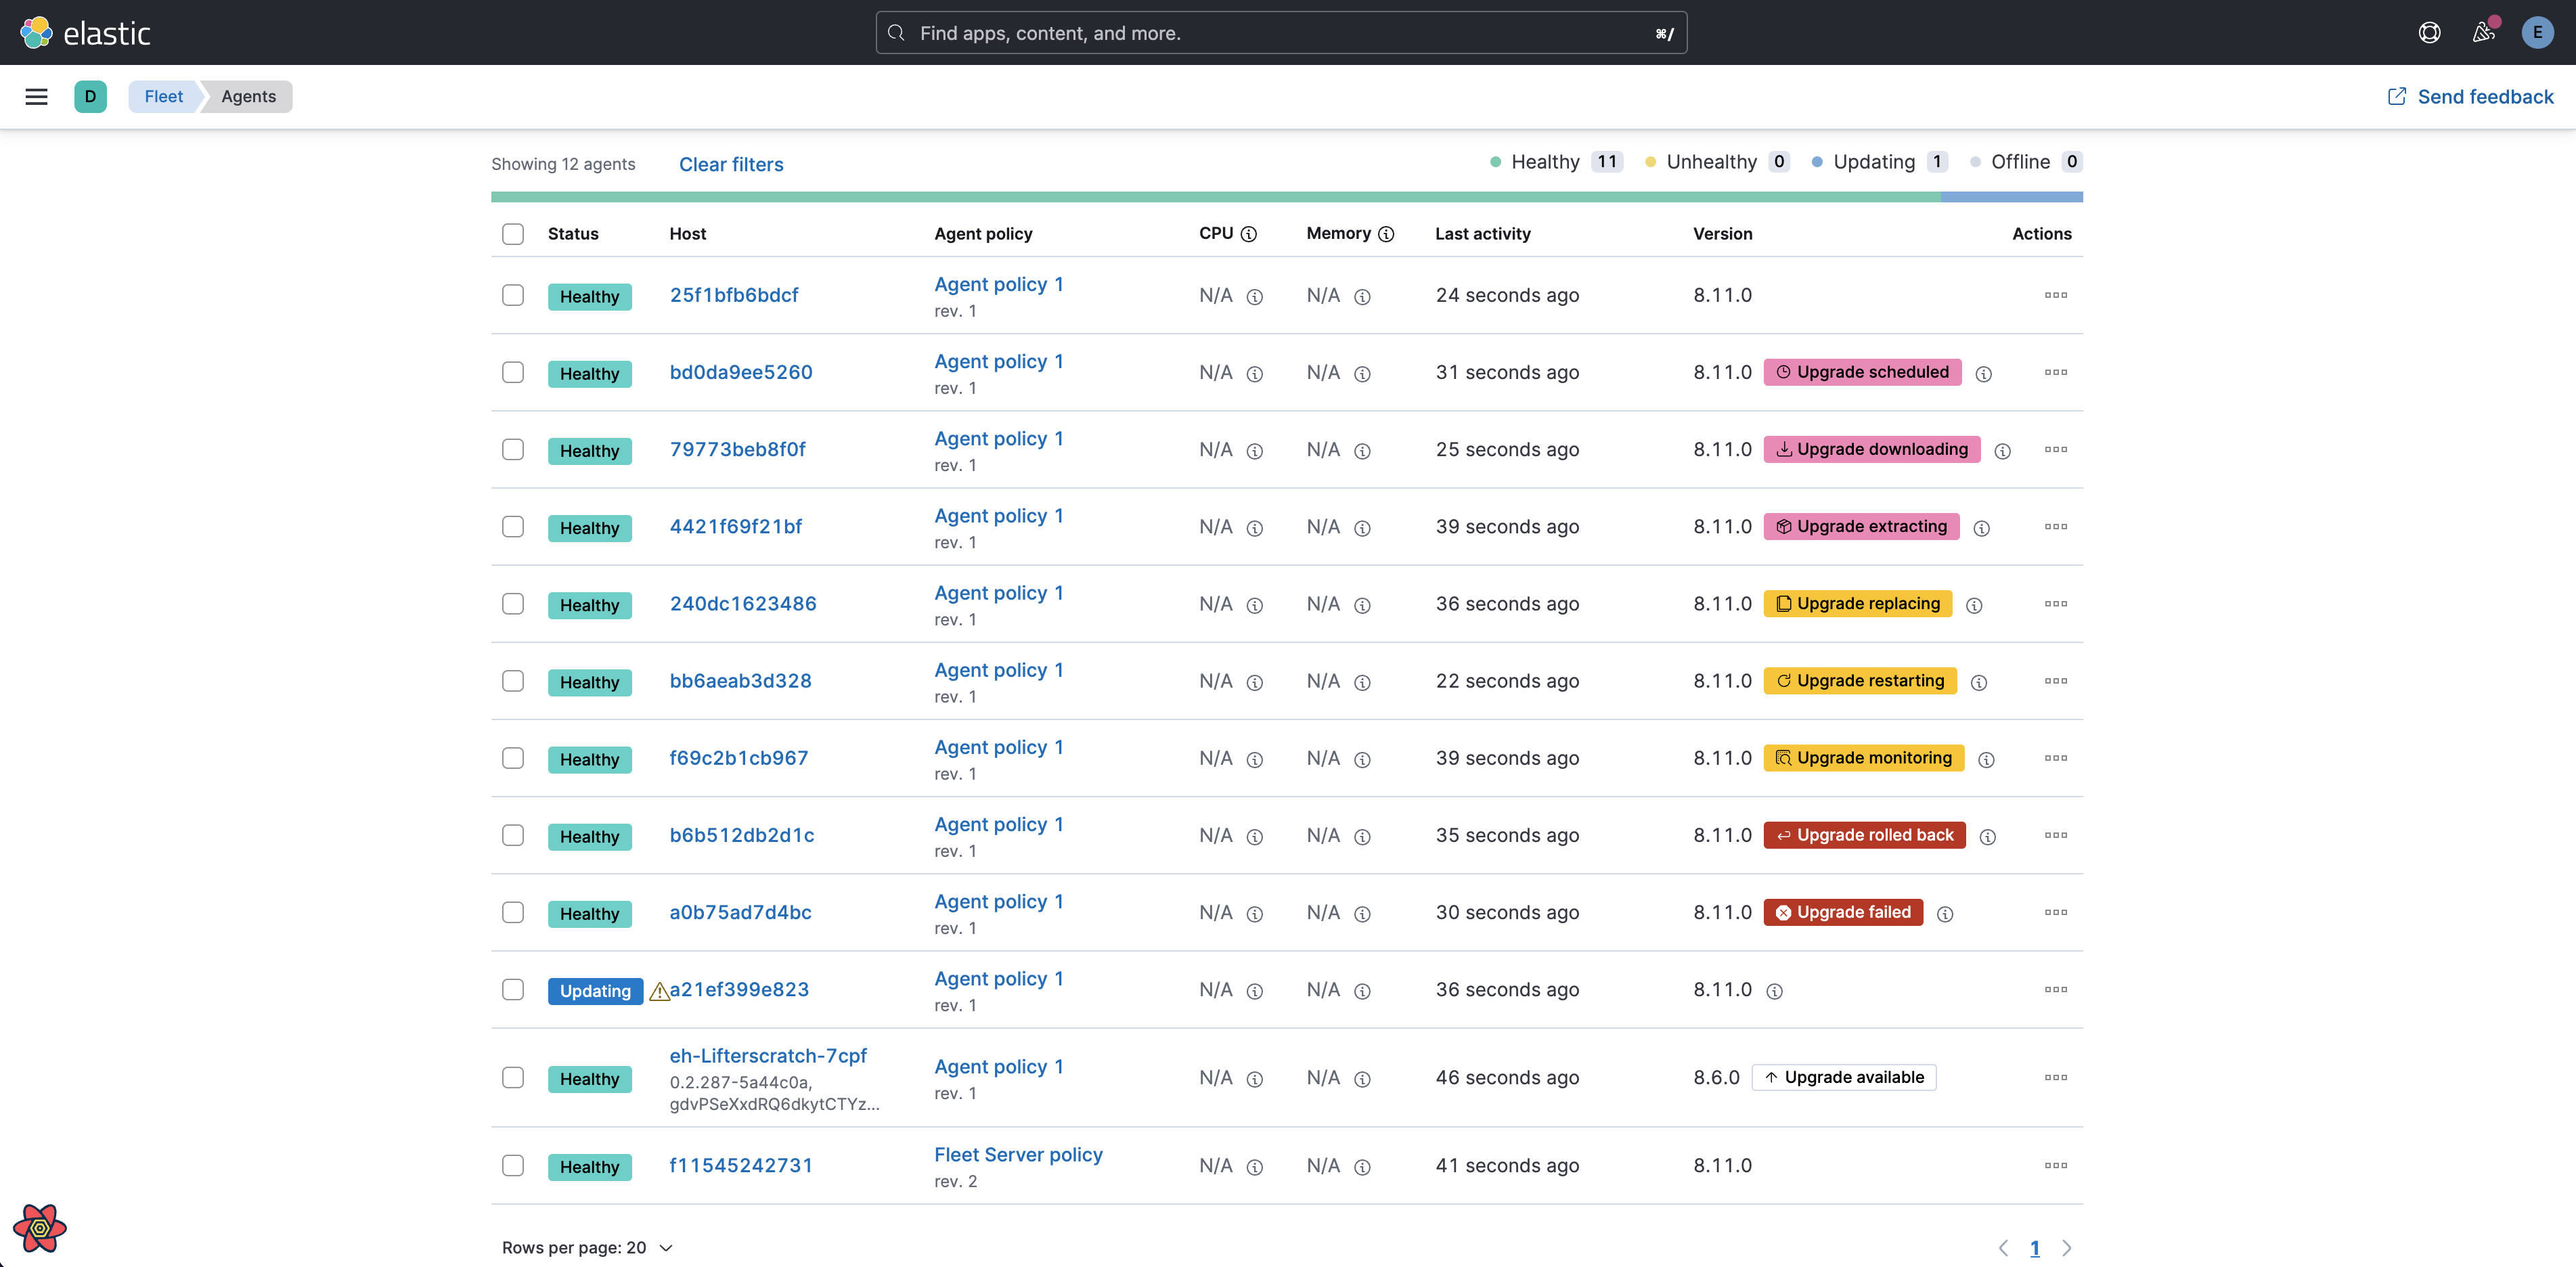 elastic
Find apps, content, and more. ⌘/
E
D Fleet Agents Send feedback
Showing 12 agents Clear filters Healthy 11 Unhealthy 0 Updating 1 Offline 0
Status Host Agent policy CPU Memory Last activity Version Actions
Healthy 25f1bfb6bdcf Agent policy 1 N/A N/A 24 seconds ago 8.11.0
rev. 1
Healthy bd0da9ee5260 Agent policy 1 N/A N/A 31 seconds ago 8.11.0 Upgrade scheduled
rev. 1
Healthy 79773beb8f0f Agent policy 1 N/A N/A 25 seconds ago 8.11.0 Upgrade downloading
rev. 1
Healthy 4421f69f21bf Agent policy 1 N/A N/A 39 seconds ago 8.11.0 Upgrade extracting
rev. 1
Healthy 240dc1623486 Agent policy 1 N/A N/A 36 seconds ago 8.11.0 Upgrade replacing
rev. 1
Healthy bb6aeab3d328 Agent policy 1 N/A N/A 22 seconds ago 8.11.0 Upgrade restarting
rev. 1
Healthy f69c2b1cb967 Agent policy 1 N/A N/A 39 seconds ago 8.11.0 Upgrade monitoring
rev. 1
Healthy b6b512db2d1c Agent policy 1 N/A N/A 35 seconds ago 8.11.0 Upgrade rolled back
rev. 1
Healthy a0b75ad7d4bc Agent policy 1 N/A N/A 30 seconds ago 8.11.0 Upgrade failed
rev. 1
Updating a21ef399e823 Agent policy 1 N/A N/A 36 seconds ago 8.11.0
rev. 1
Healthy eh-Lifterscratch-7cpf Agent policy 1 N/A N/A 46 seconds ago 8.6.0 Upgrade available
0.2.287-5a44c0a, rev. 1
gdvPSeXxdRQ6dkytCTYz...
Healthy f11545242731 Fleet Server policy N/A N/A 41 seconds ago 8.11.0
rev. 2
Rows per page: 20 1